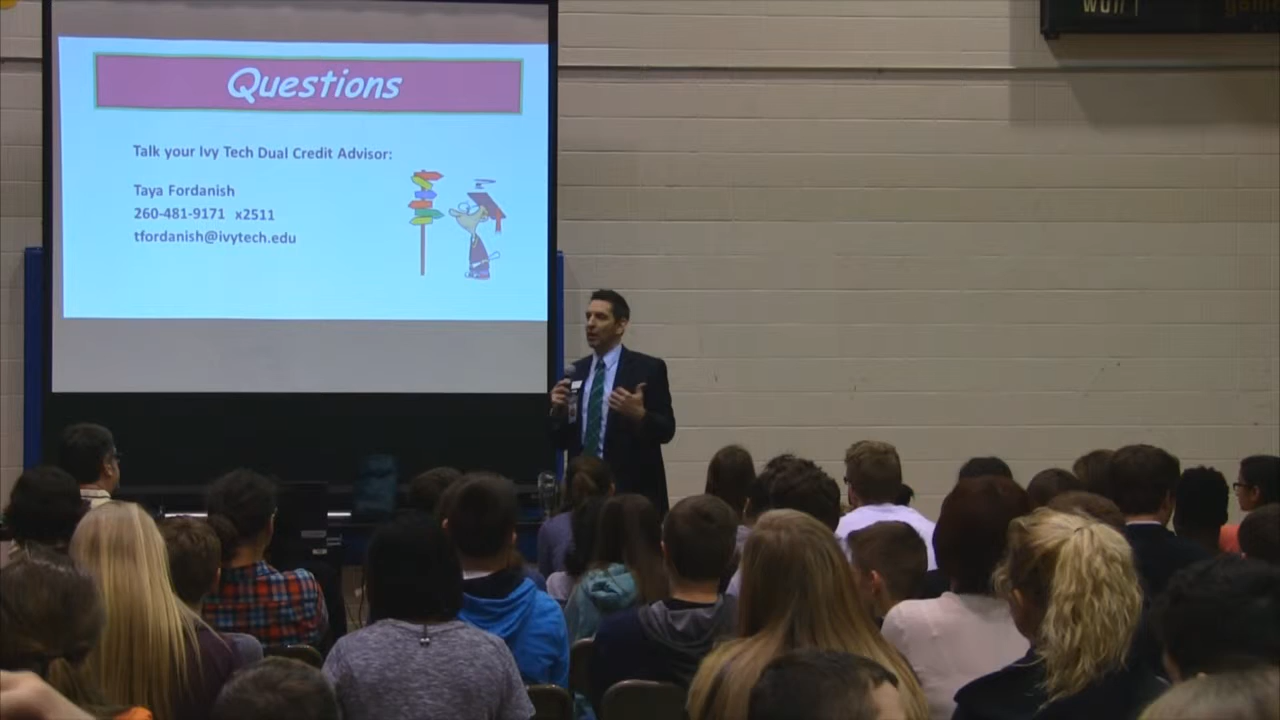 Questions
Talk your Ivy Tech Dual Credit Advisor:
Taya Fordanish
260-481-9171 x2511
tfordanish@ivytech.edu